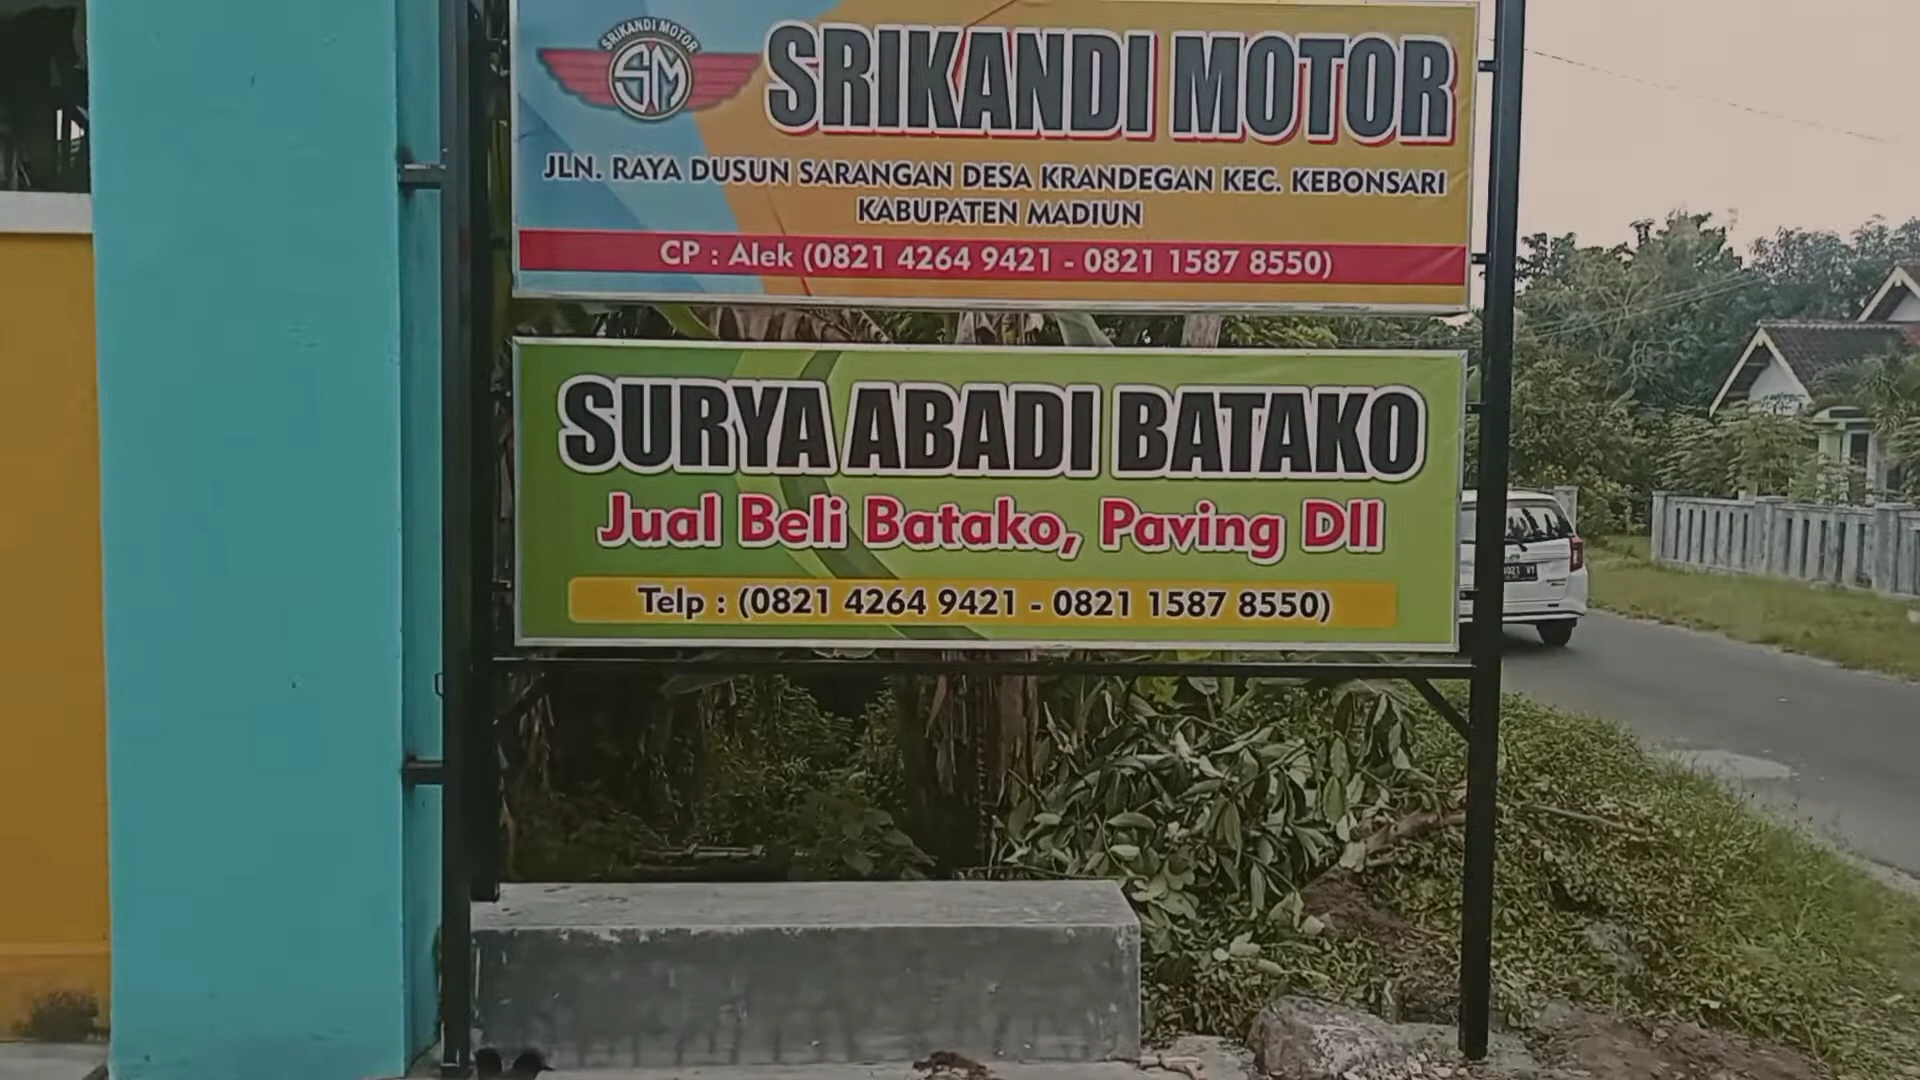 SRIKANDI MOTOR
SM
SRIKANDI MOTOR
JLN. RAYA DUSUN SARANGAN DESA KRANDEGAN KEC. KEBONSARI
KABUPATEN MADIUN
CP : Alek (0821 4264 9421 - 0821 1587 8550)
SURYA ABADI BATAKO
Jual Beli Batako, Paving Dll
Telp : (0821 4264 9421 - 0821 1587 8550)